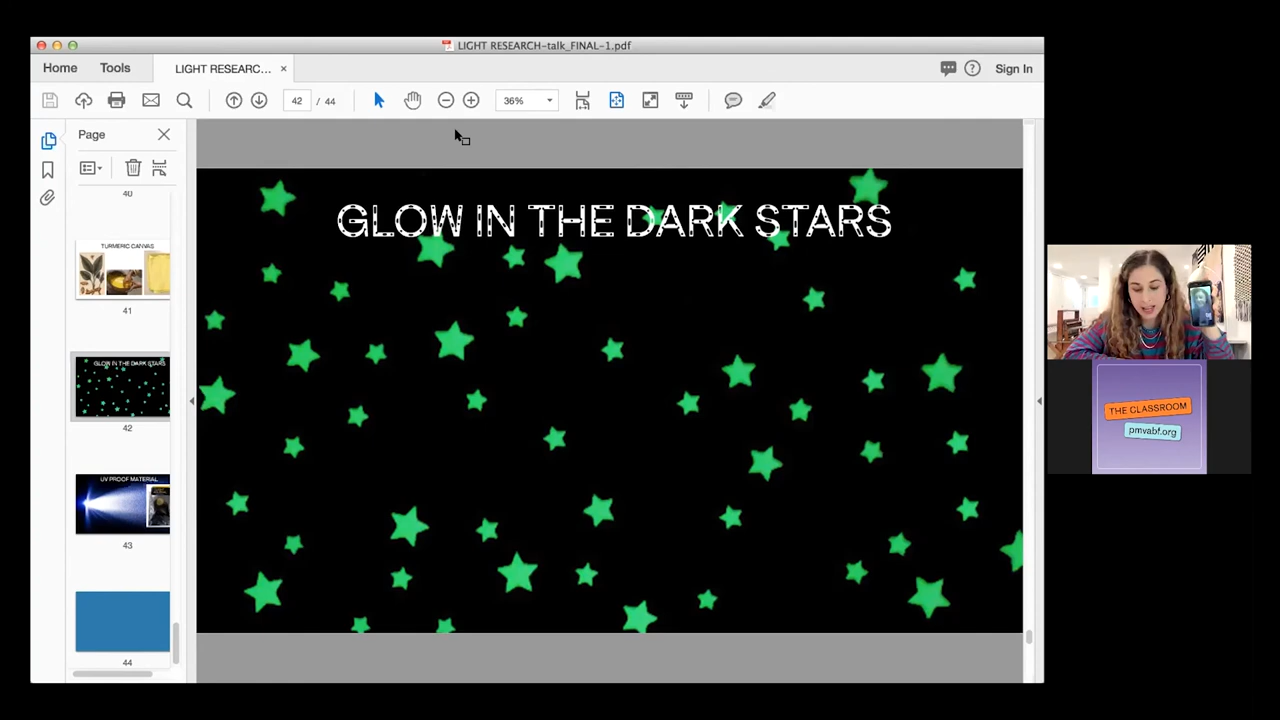 LIGHT RESEARCH-talk_FINAL-1.pdf
Home
Tools
LIGHT RESEARC...
Sign In
42 / 44
36%
Page
40
TURMERIC CANVAS
41
GLOW IN THE DARK STARS
42
UV PROOF MATERIAL
43
44
GLOW IN THE DARK STARS
THE CLASSROOM
pmvabf.org